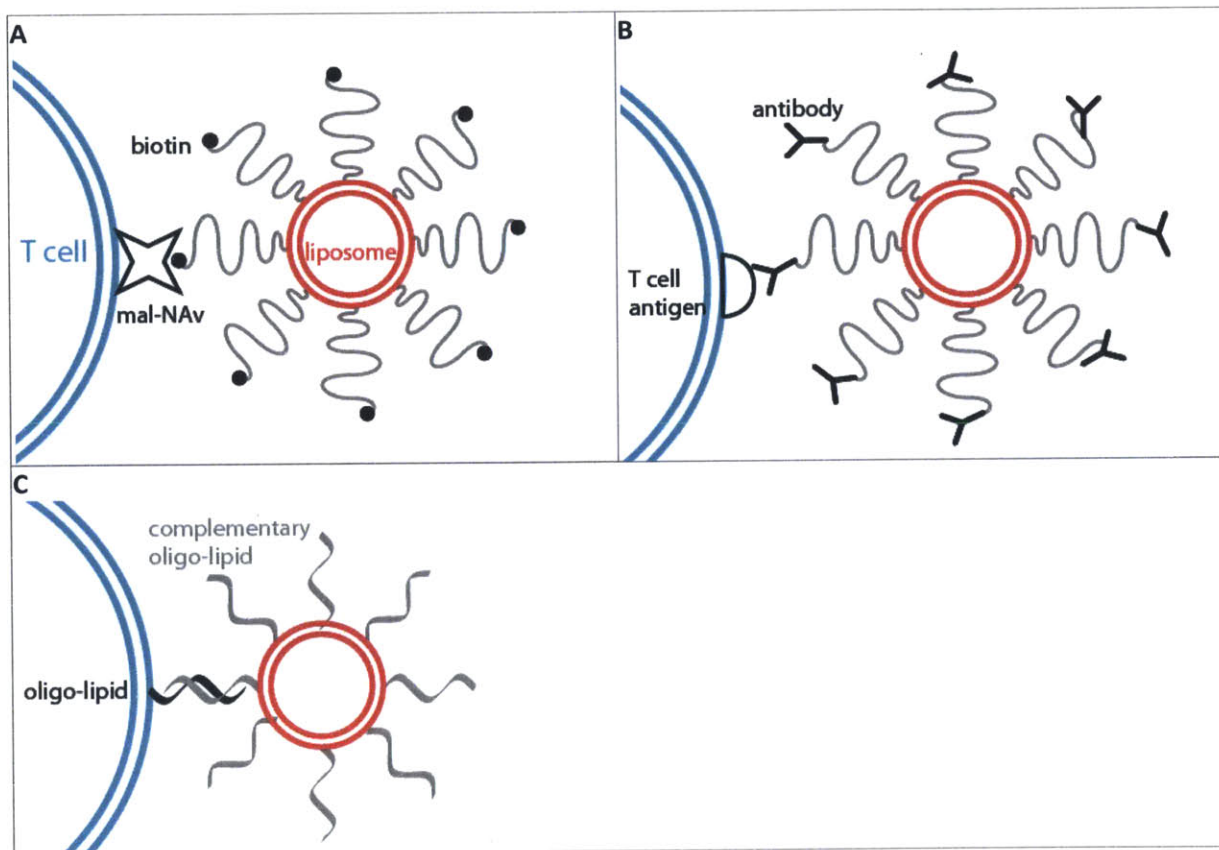 A
biotin
T cell
liposome
mal-NAv
B
antibody
T cell
antigen
C
complementary
oligo-lipid
oligo-lipid